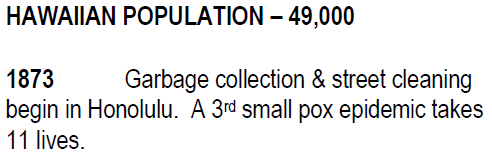 HAWAIIAN POPULATION – 49,000
1873 Garbage collection & street cleaning
begin in Honolulu. A 3rd small pox epidemic takes
11 lives.